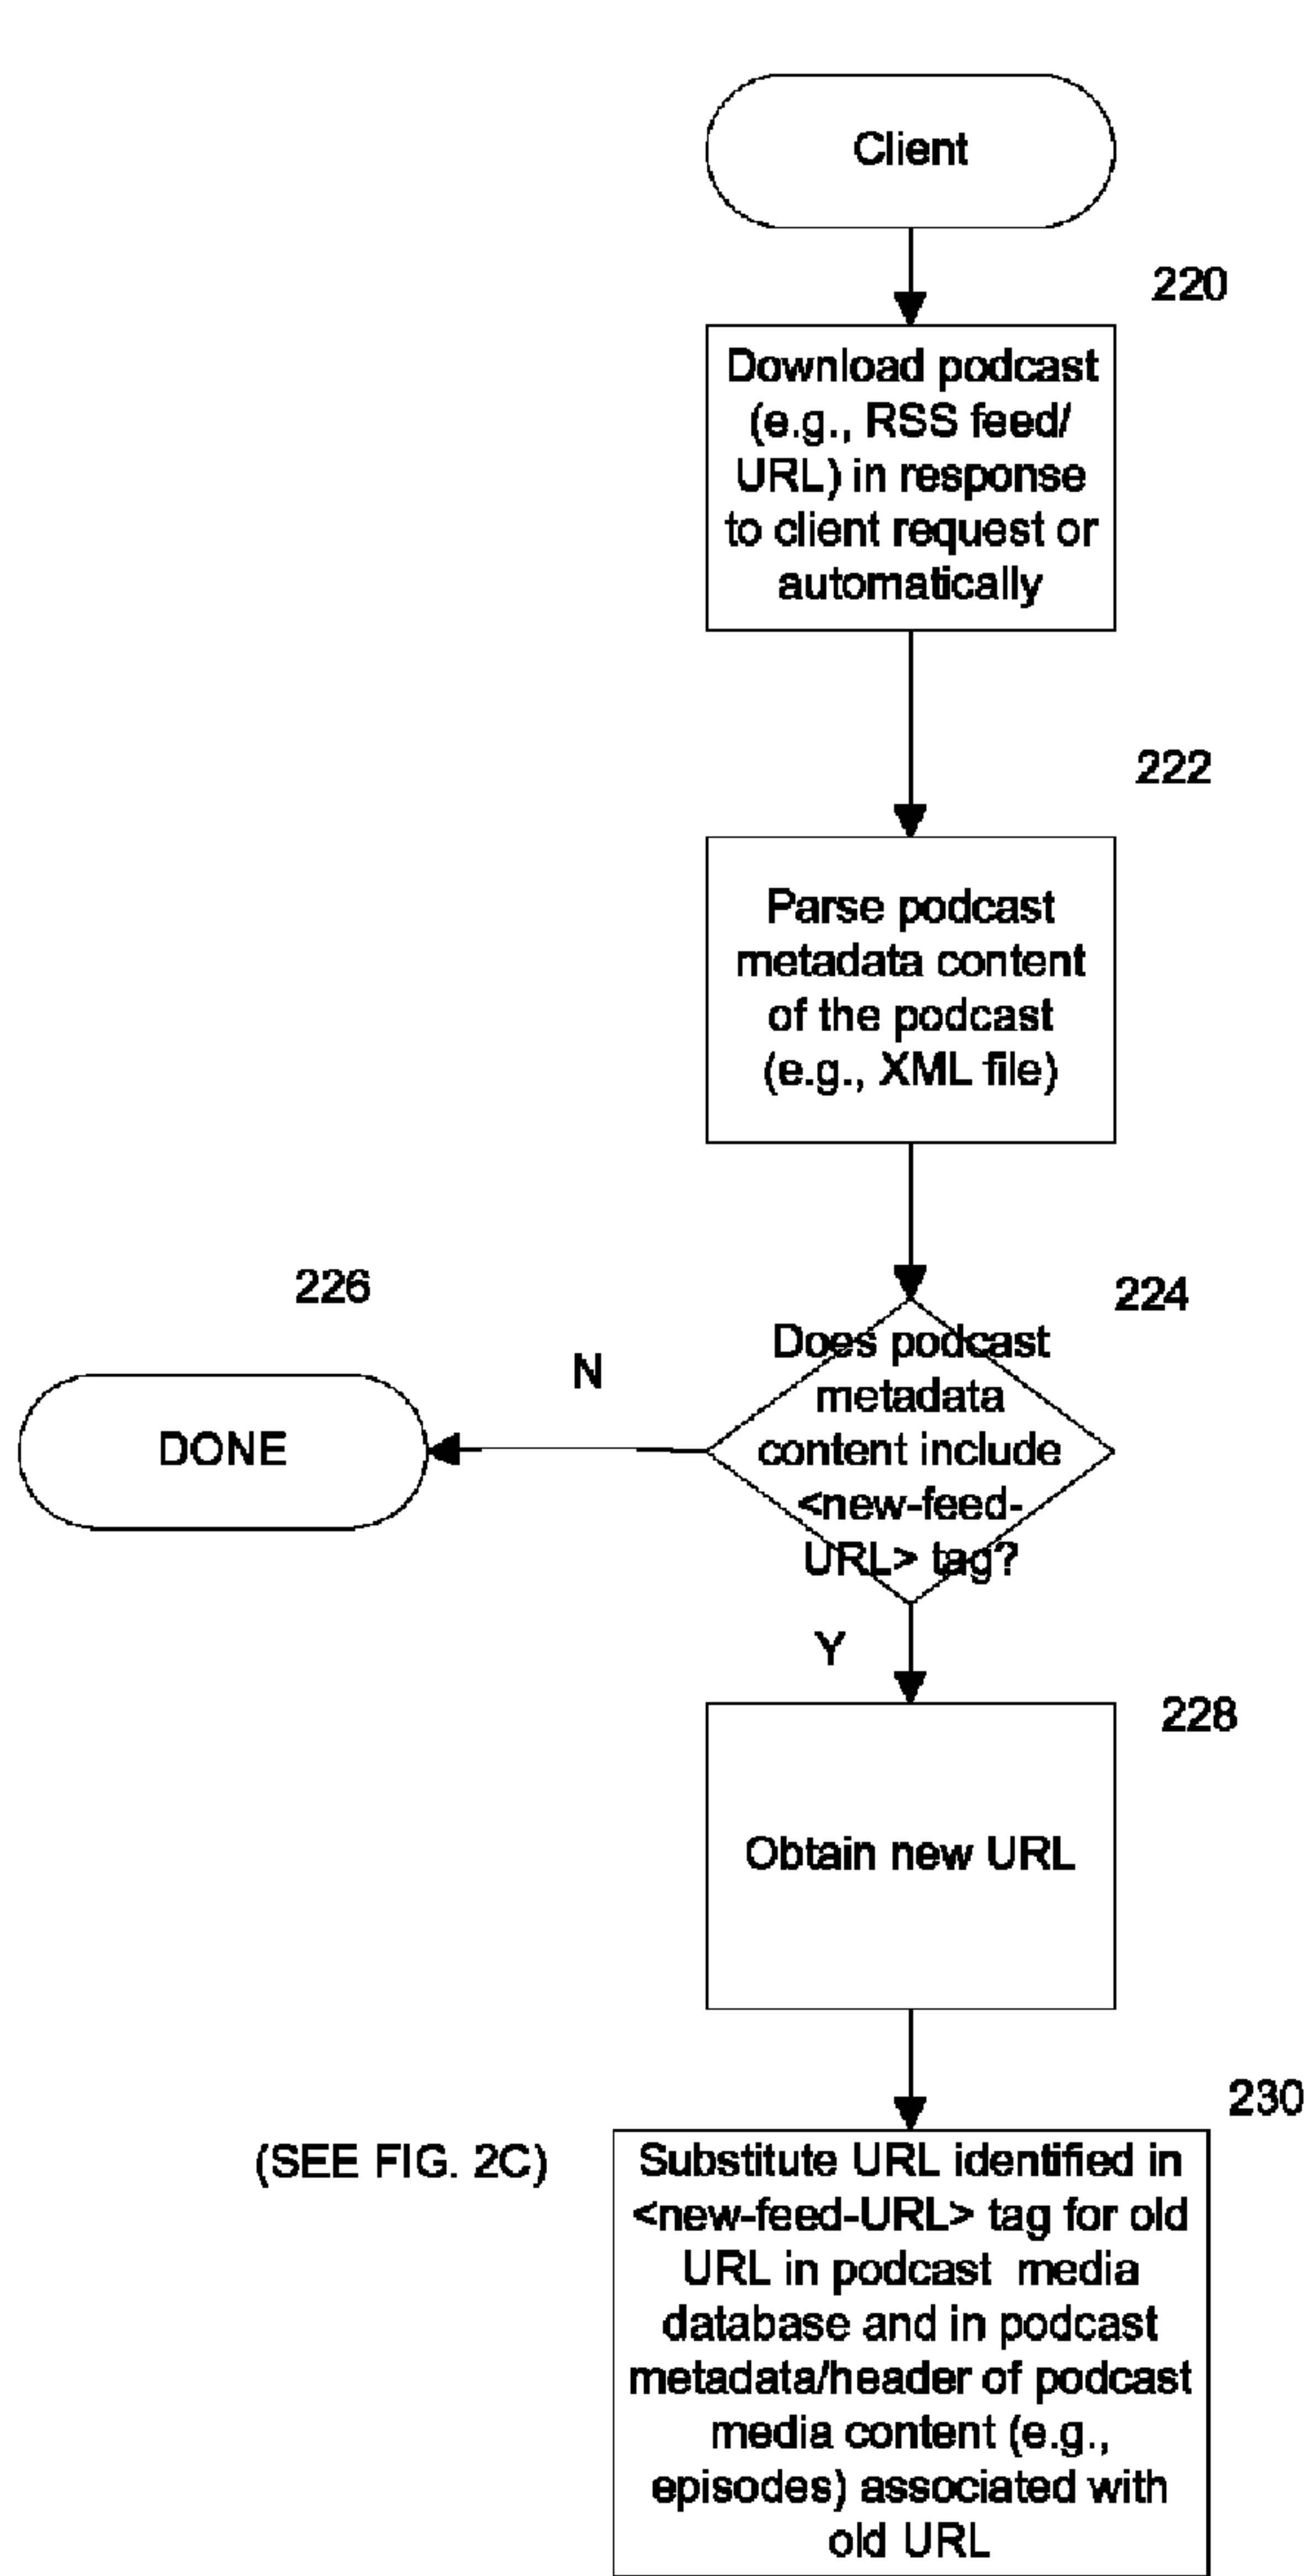 Client
220
Download podcast
(e.g., RSS feed/
URL) in response
to client request or
automatically
222
Parse podcast
metadata content
of the podcast
(e.g., XML file)
226
224
Does podcast
metadata
content include
<new-feed-
URL> tag?
N
DONE
Y
228
Obtain new URL
230
(SEE FIG. 2C)
Substitute URL identified in
<new-feed-URL> tag for old
URL in podcast media
database and in podcast
metadata/header of podcast
media content (e.g.,
episodes) associated with
old URL